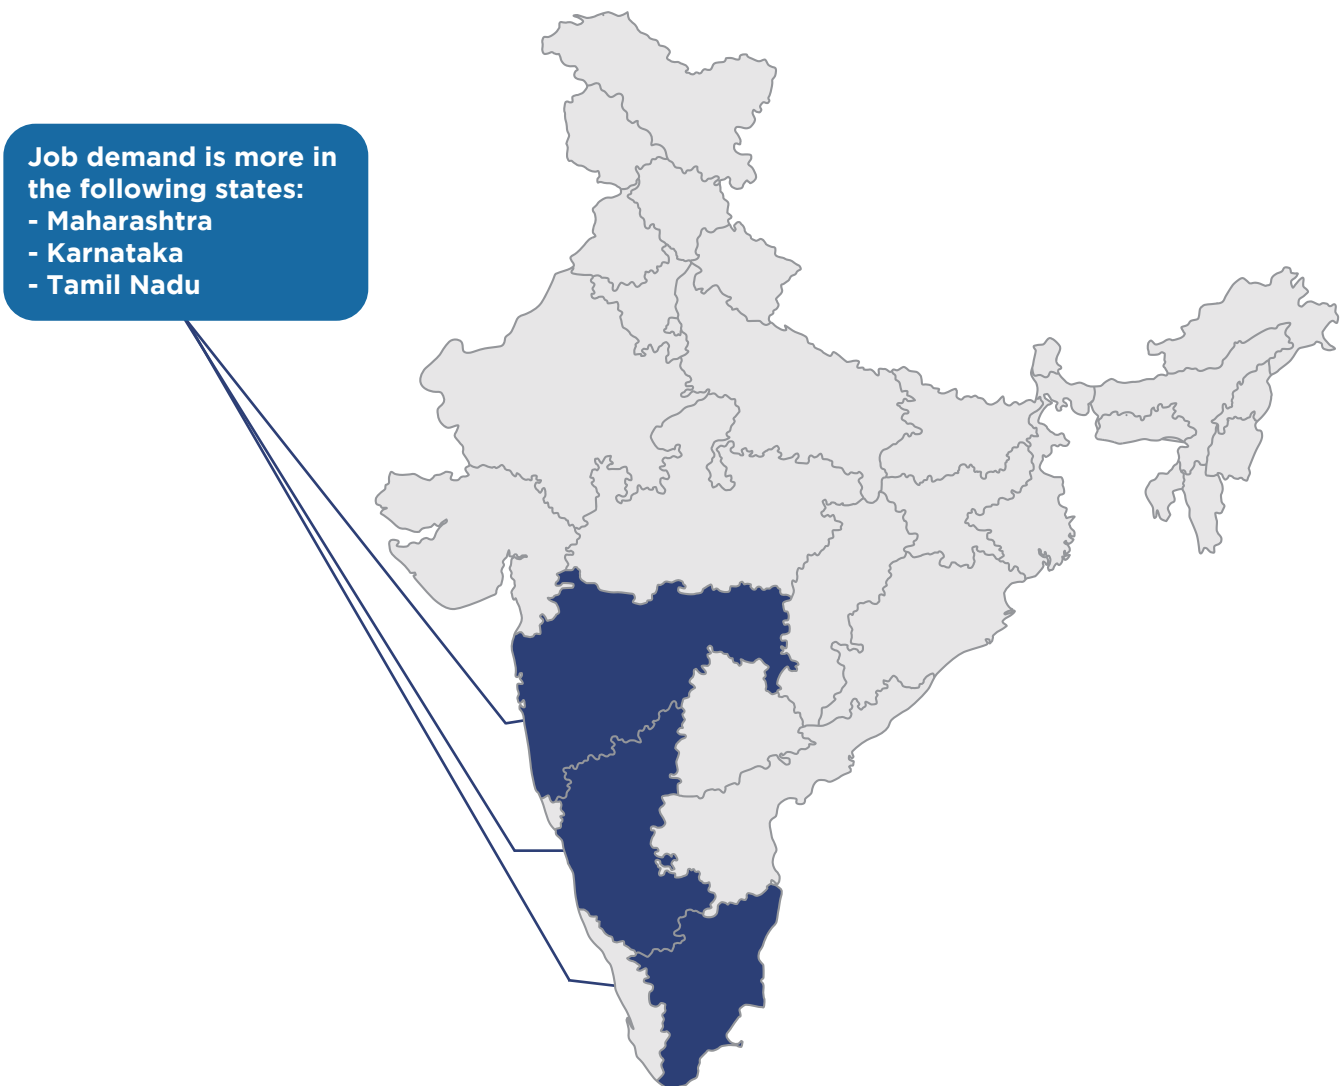 Job demand is more in
the following states:
- Maharashtra
- Karnataka
- Tamil Nadu